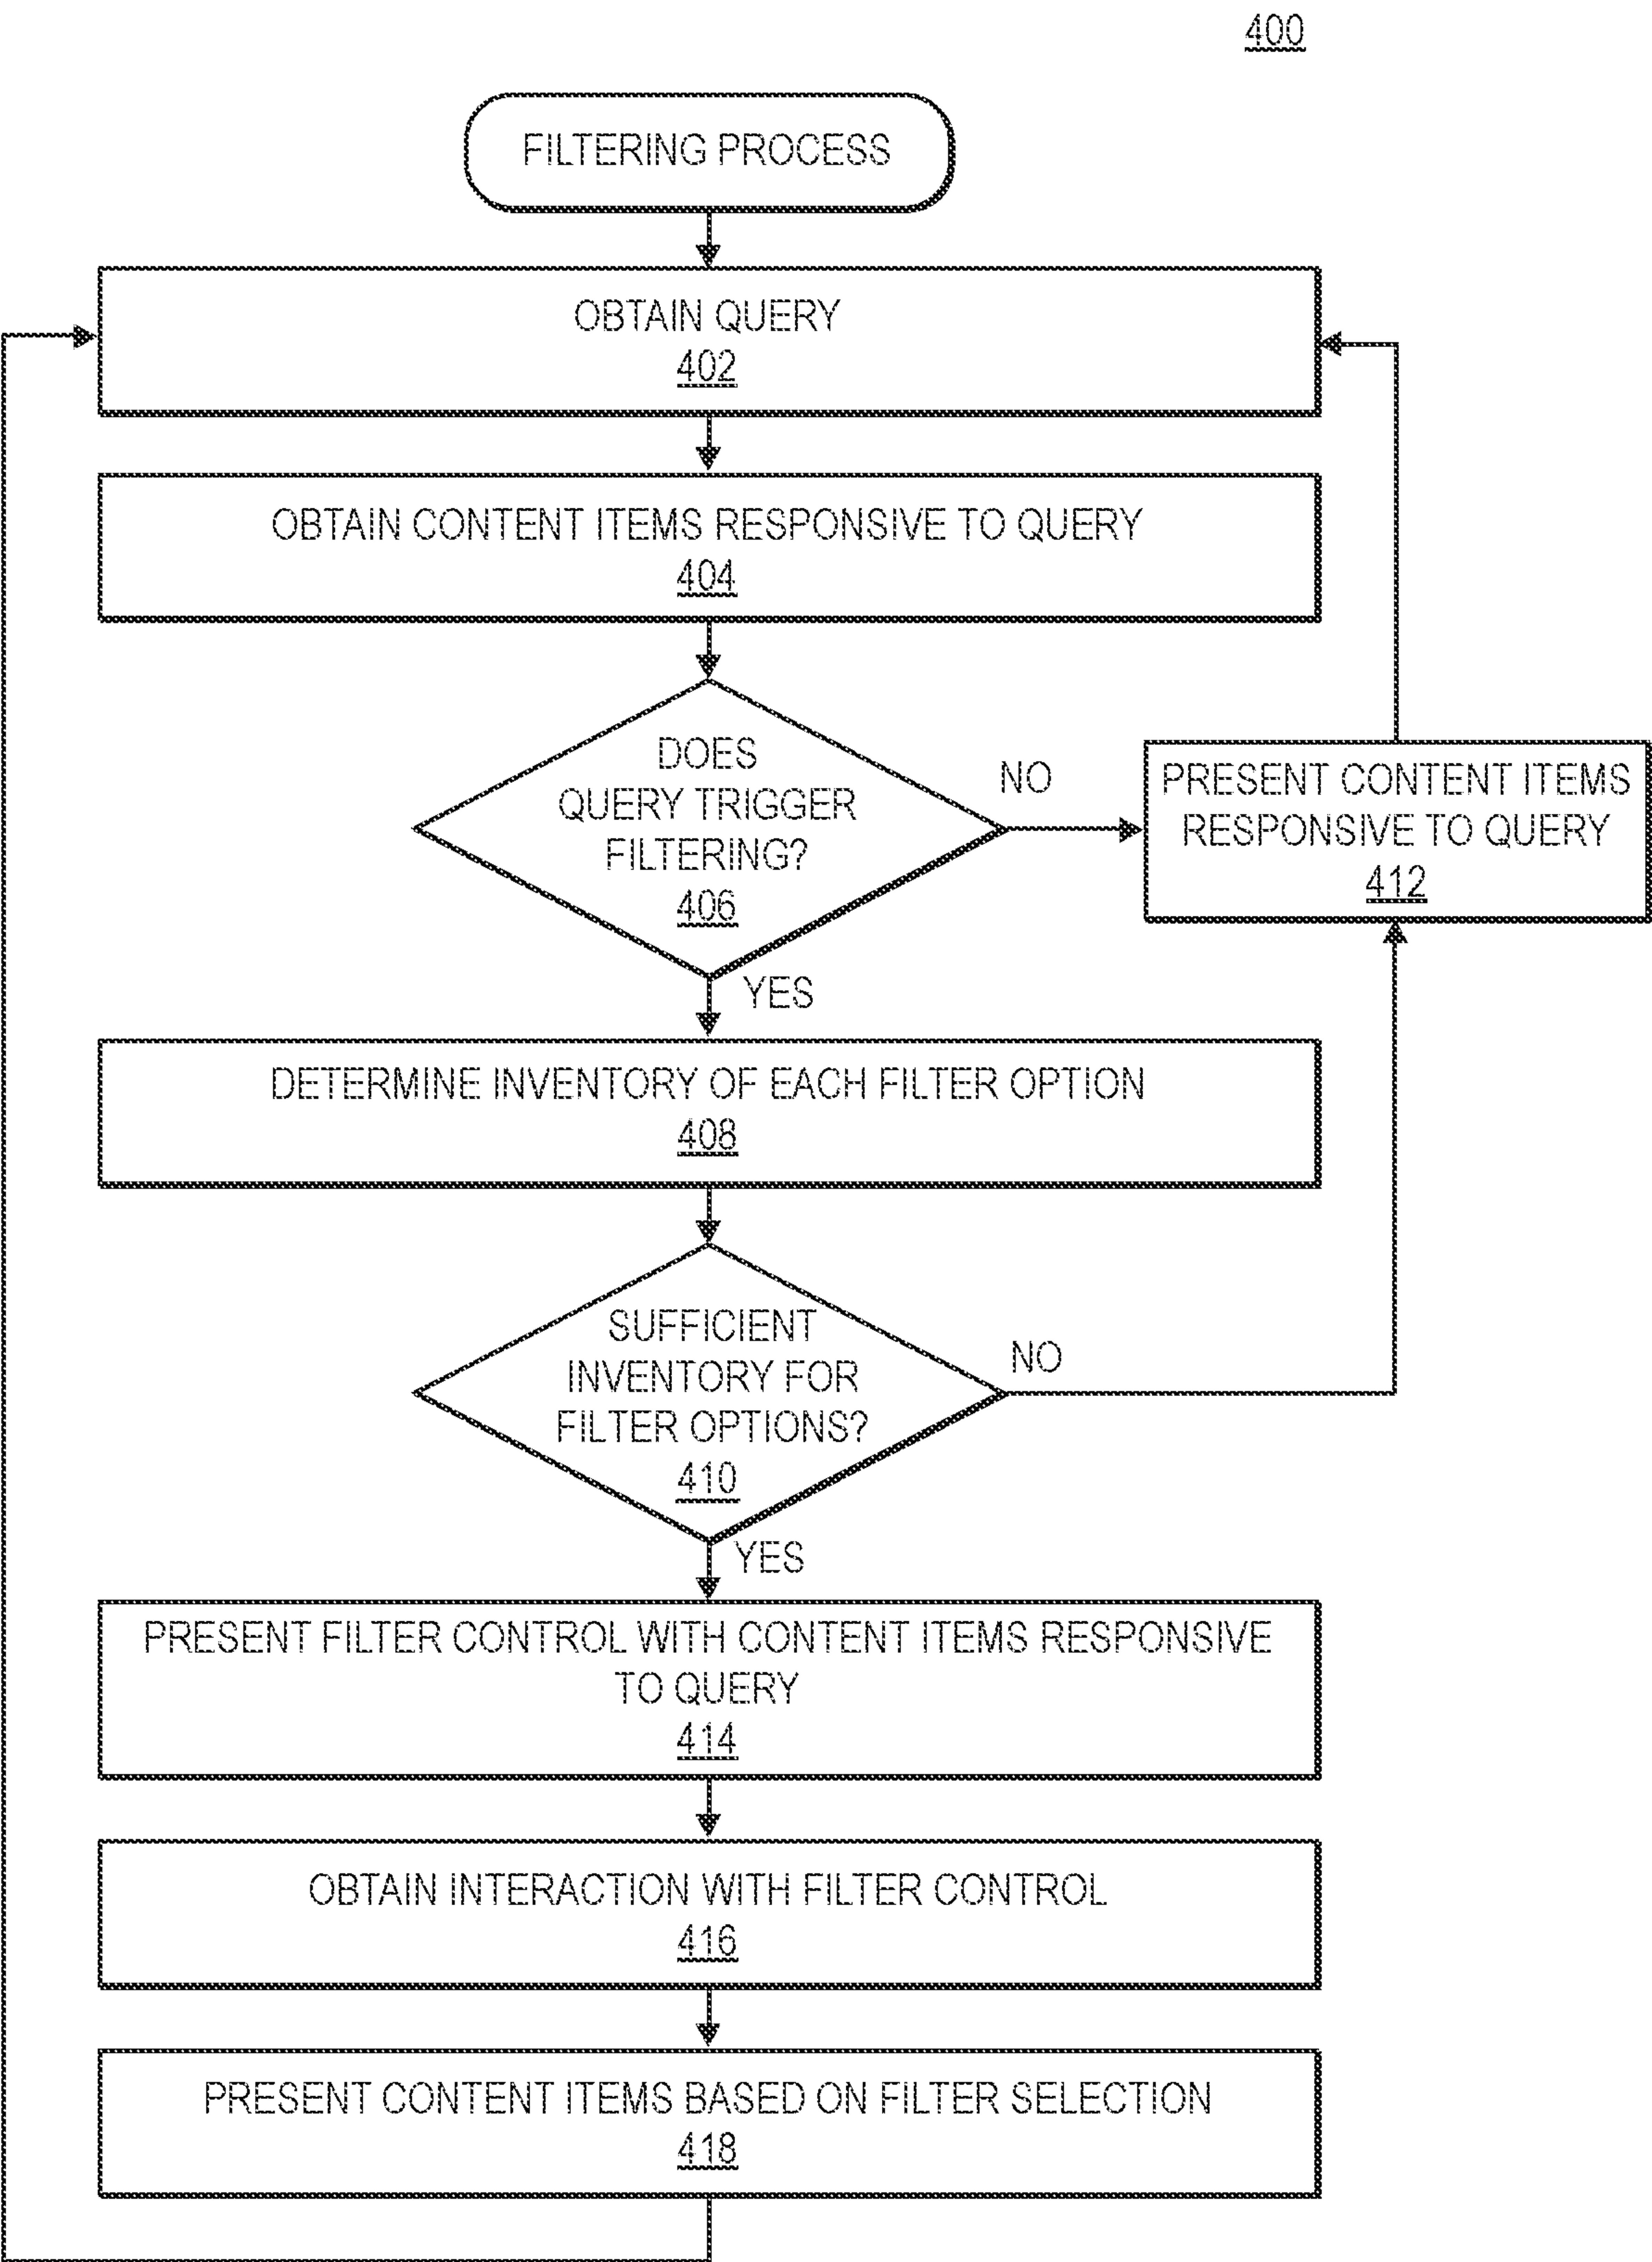 400
FILTERING PROCESS
OBTAIN QUERY
402
OBTAIN CONTENT ITEMS RESPONSIVE TO QUERY
404
DOES
QUERY TRIGGER
FILTERING?
406
NO
PRESENT CONTENT ITEMS
RESPONSIVE TO QUERY
412
YES
DETERMINE INVENTORY OF EACH FILTER OPTION
408
SUFFICIENT
INVENTORY FOR
FILTER OPTIONS?
410
NO
YES
PRESENT FILTER CONTROL WITH CONTENT ITEMS RESPONSIVE
TO QUERY
414
OBTAIN INTERACTION WITH FILTER CONTROL
416
PRESENT CONTENT ITEMS BASED ON FILTER SELECTION
418